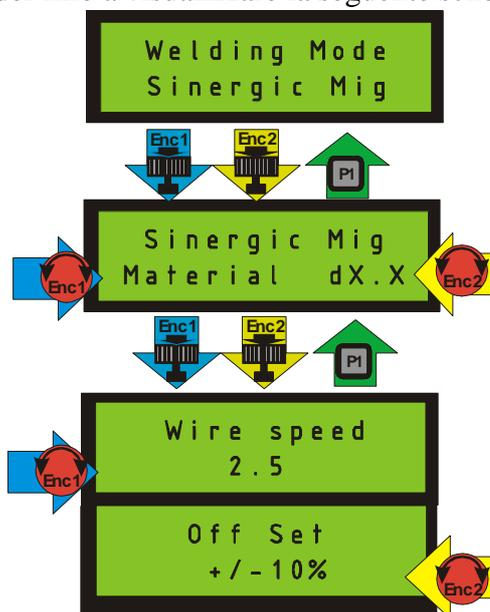 Welding Mode
Sinergic Mig
Enc1 Enc2 P1
Sinergic Mig
Material dX.X
Enc1 Enc2
Enc1 Enc2 P1
Wire speed
2.5
Enc1
Off Set
+/-10%
Enc2